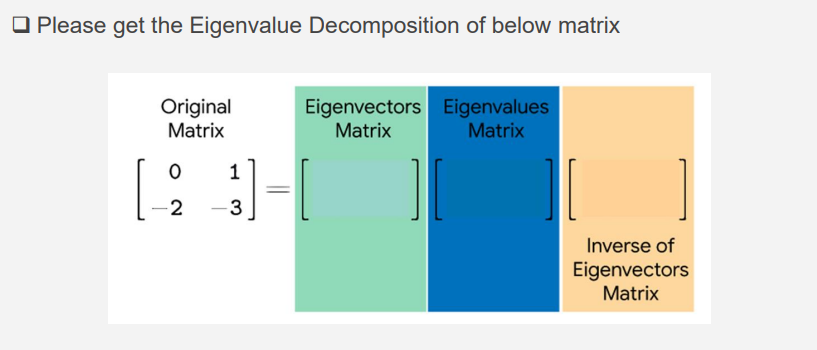 ❑ Please get the Eigenvalue Decomposition of below matrix
Original Eigenvectors Eigenvalues
Matrix Matrix Matrix
[ 0 1 ] = [ ] [ ] [ ]
[ -2 -3 ]
Inverse of
Eigenvectors
Matrix